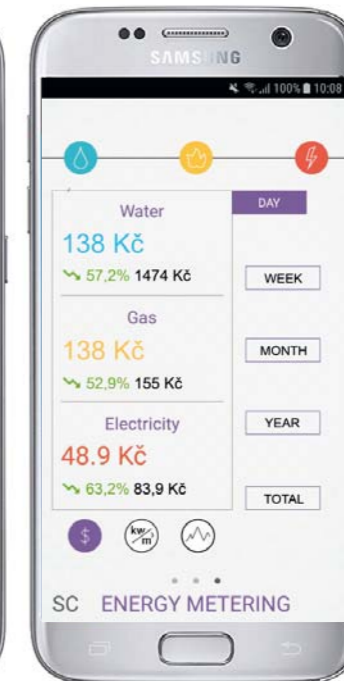 SAMSUNG
100% 10:08
Water
DAY
138 Kč
57,2% 1474 Kč
WEEK
Gas
138 Kč
MONTH
52,9% 155 Kč
Electricity
YEAR
48.9 Kč
63,2% 83,9 Kč
TOTAL
$ kw/m³
SC ENERGY METERING